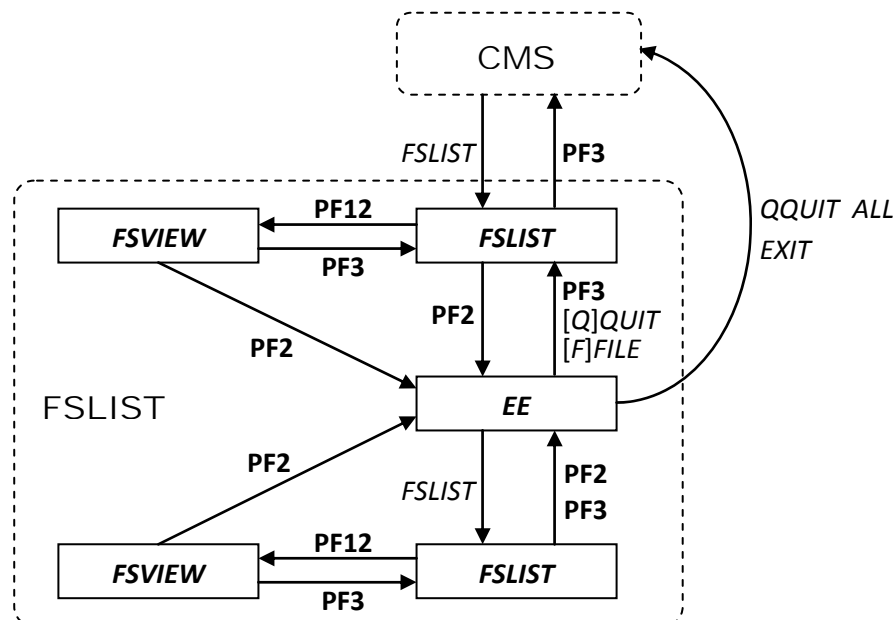 CMS
FSLIST
PF3
QQUIT ALL
EXIT
FSVIEW
PF12
PF3
FSLIST
PF2
PF2
PF3
[Q]QUIT
[F]FILE
FSLIST
EE
PF2
FSLIST
PF2
PF3
FSVIEW
PF12
PF3
FSLIST